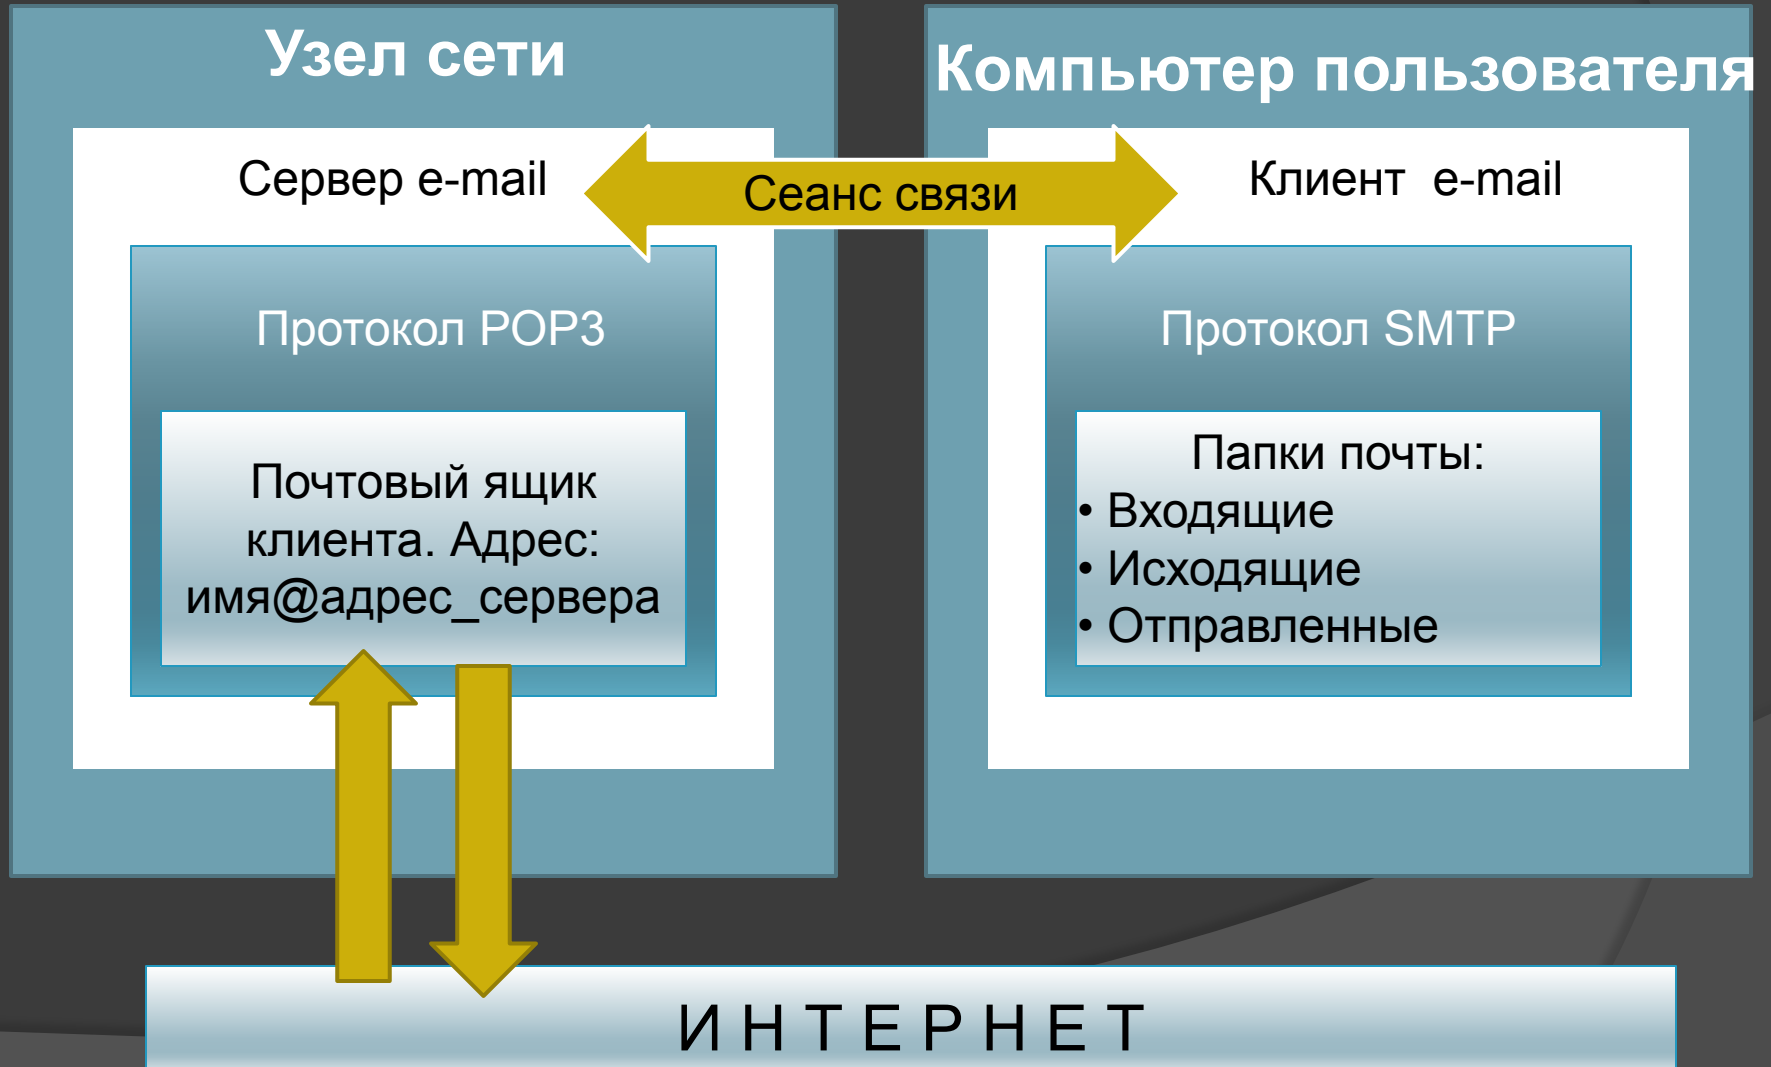 Узел сети
Сервер e-mail
Протокол POP3
Почтовый ящик
клиента. Адрес:
имя@адрес_сервера
Сеанс связи
Компьютер пользователя
Клиент e-mail
Протокол SMTP
Папки почты:
• Входящие
• Исходящие
• Отправленные
И Н Т Е Р Н Е Т